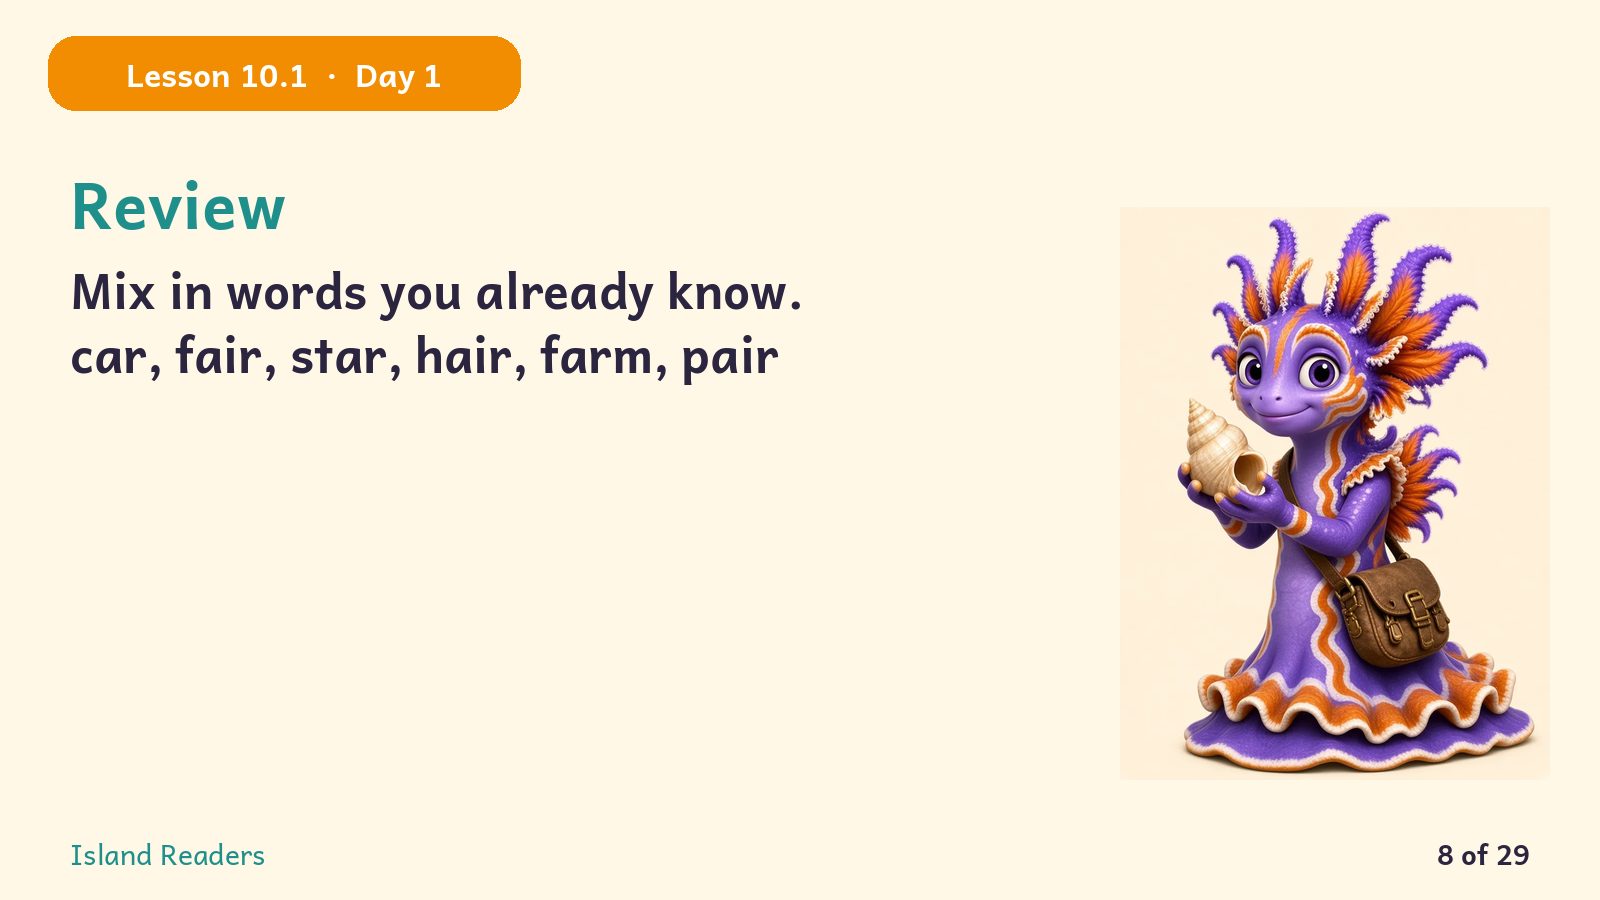 Lesson 10.1 · Day 1
Review
Mix in words you already know.
car, fair, star, hair, farm, pair
Island Readers
8 of 29